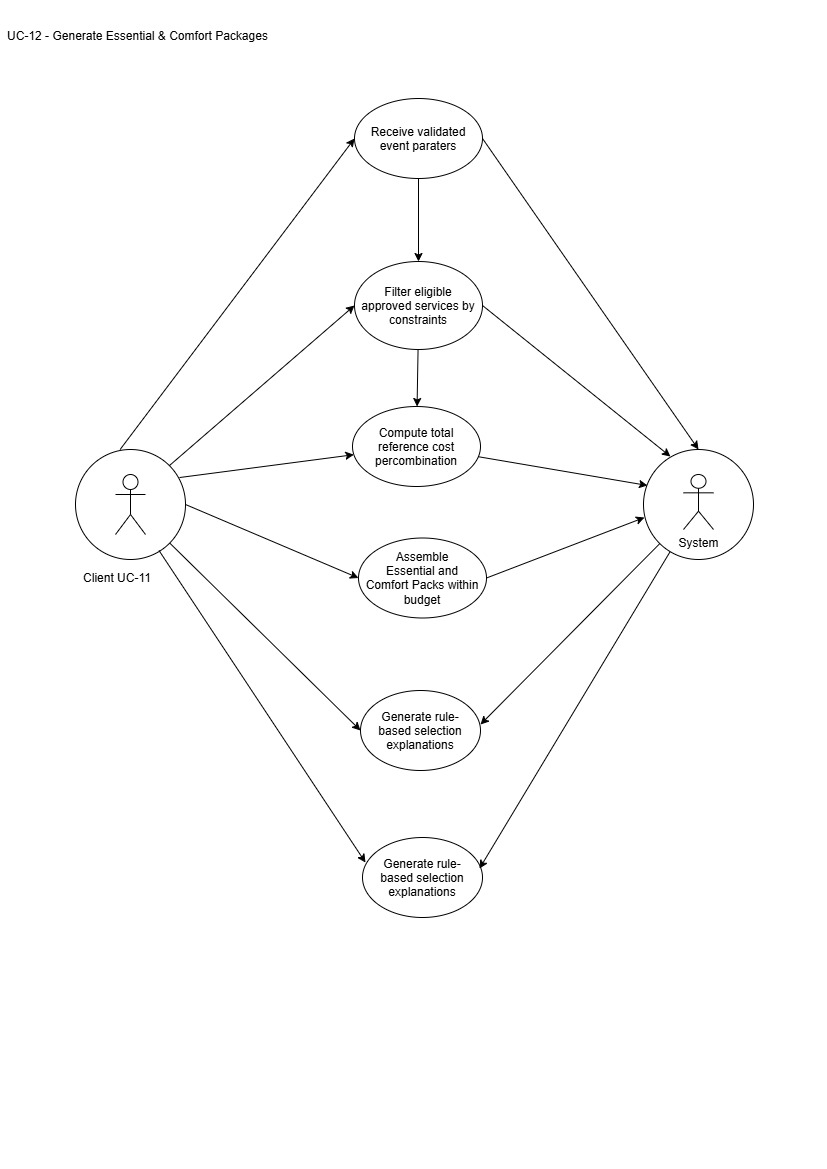 UC-12 - Generate Essential & Comfort Packages
Receive validated
event paraters
Filter eligible
approved services by
constraints
Compute total
reference cost
percombination
Assemble
Essential and
Comfort Packs within
budget
System
Client UC-11
Generate rule-
based selection
explanations
Generate rule-
based selection
explanations